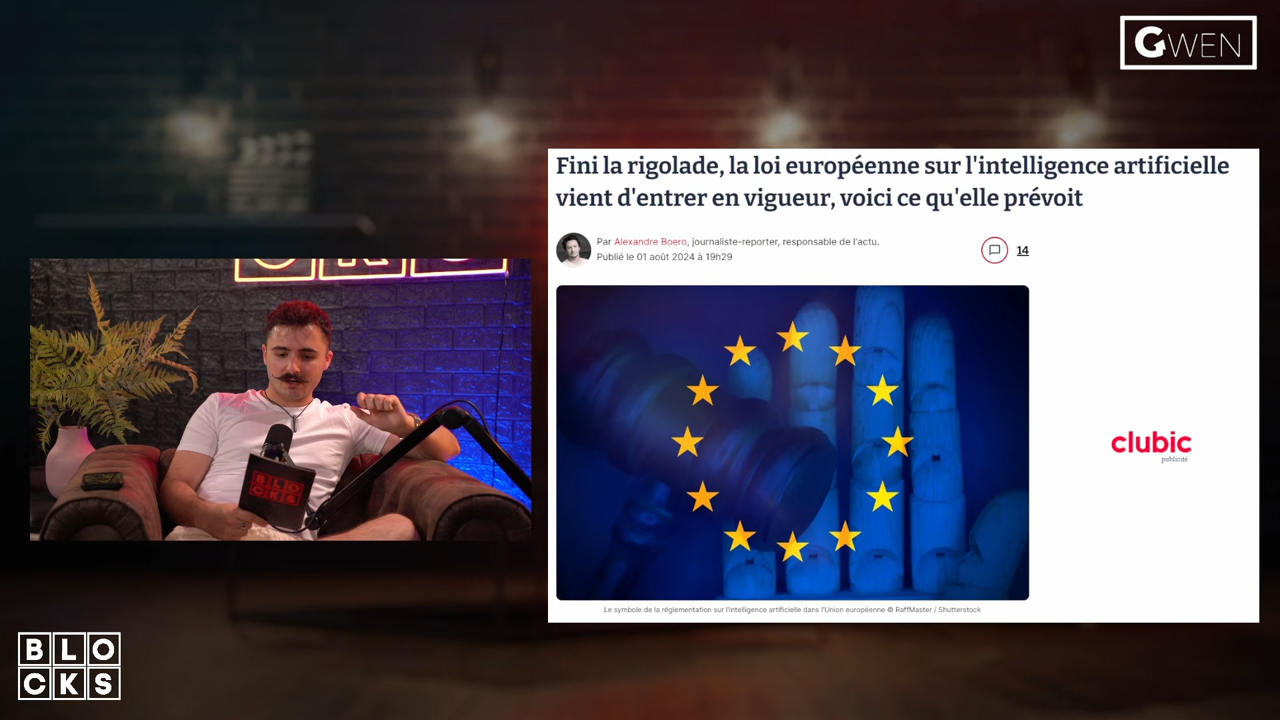 GWEN
Fini la rigolade, la loi européenne sur l'intelligence artificielle
vient d'entrer en vigueur, voici ce qu'elle prévoit
Par Alexandre Boero, journaliste-reporter, responsable de l'actu.
Publié le 01 août 2024 à 19h29
14
clubic
publicité
Le symbole de la réglementation sur l'intelligence artificielle dans l'Union européenne © RaffMaster / Shutterstock
BLO
CKS
BLO
CKS